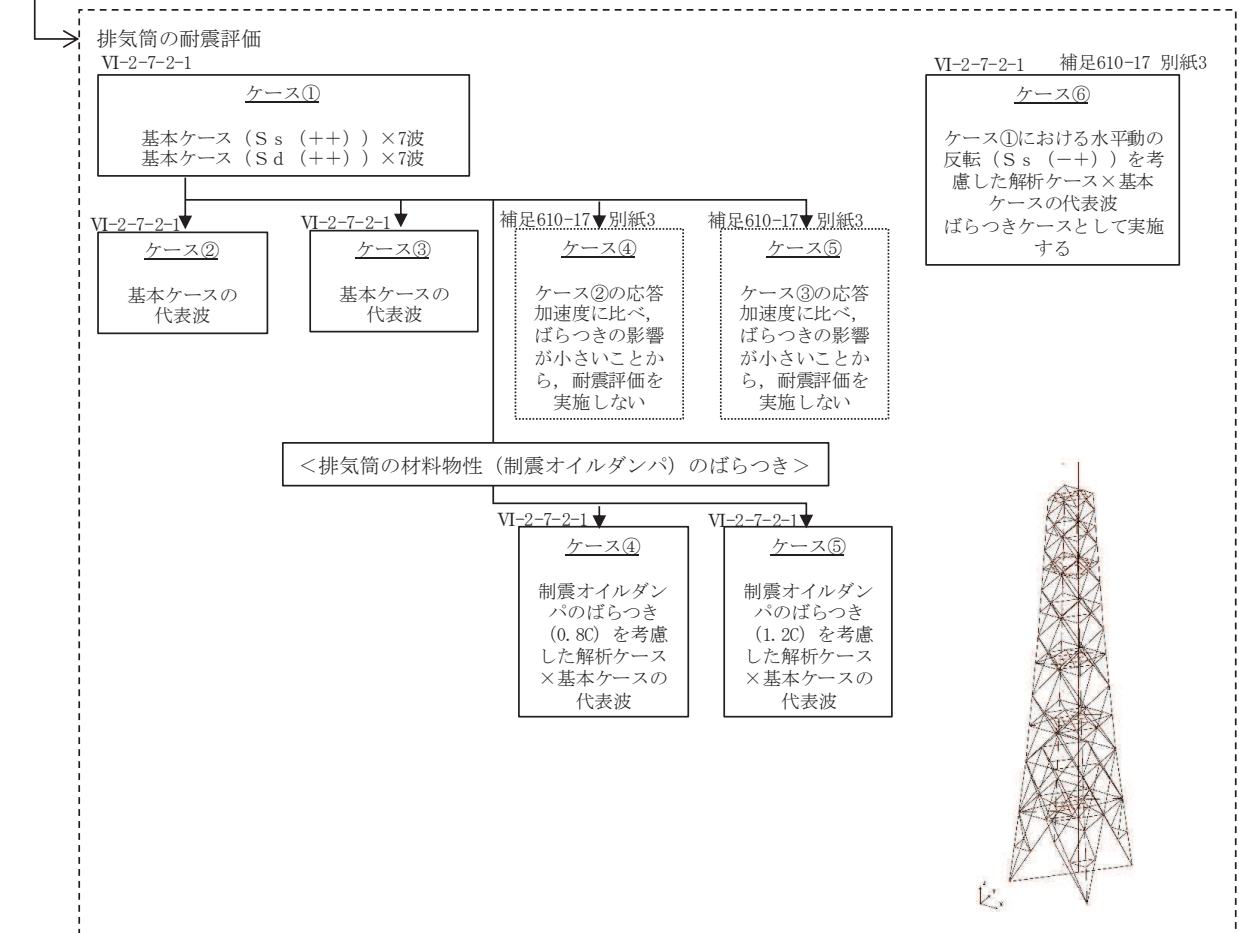 排気筒の耐震評価
Ⅵ-2-7-2-1
ケース①
基本ケース（Ｓｓ（++））×7波
基本ケース（Ｓｄ（++））×7波
Ⅵ-2-7-2-1　補足610-17 別紙3
ケース⑥
ケース①における水平動の
反転（Ｓｓ（-+））を考
慮した解析ケース×基本
ケースの代表波
ばらつきケースとして実施
する
Ⅵ-2-7-2-1
ケース②
基本ケースの
代表波
Ⅵ-2-7-2-1
ケース③
基本ケースの
代表波
補足610-17 別紙3
ケース④
ケース②の応答
加速度に比べ，
ばらつきの影響
が小さいことか
ら，耐震評価を
実施しない
補足610-17 別紙3
ケース⑤
ケース③の応答
加速度に比べ，
ばらつきの影響
が小さいことか
ら，耐震評価を
実施しない
＜排気筒の材料物性（制震オイルダンパ）のばらつき＞
Ⅵ-2-7-2-1
ケース④
制震オイルダン
パのばらつき
（0.8C）を考慮
した解析ケース
×基本ケースの
代表波
Ⅵ-2-7-2-1
ケース⑤
制震オイルダン
パのばらつき
（1.2C）を考慮
した解析ケース
×基本ケースの
代表波